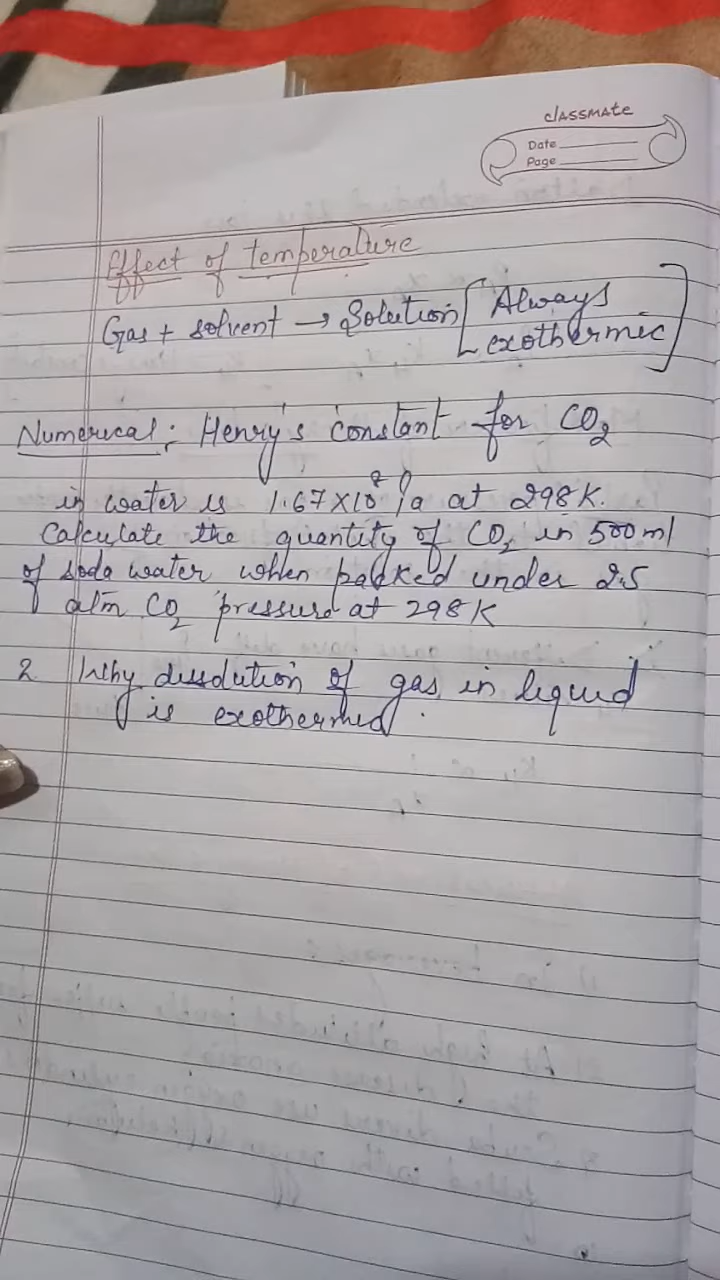 classmate
Date
Page
Effect of temperature
Gas + solvent → Solution [Always
exothermic]
Numerical: Henry's constant for CO2
in water is 1.67×10⁸ Pa at 298K.
Calculate the quantity of CO2 in 500ml
of soda water when packed under 2.5
atm CO2 pressure at 298K
2 Why dissolution of gas in liquid
is exothermic.